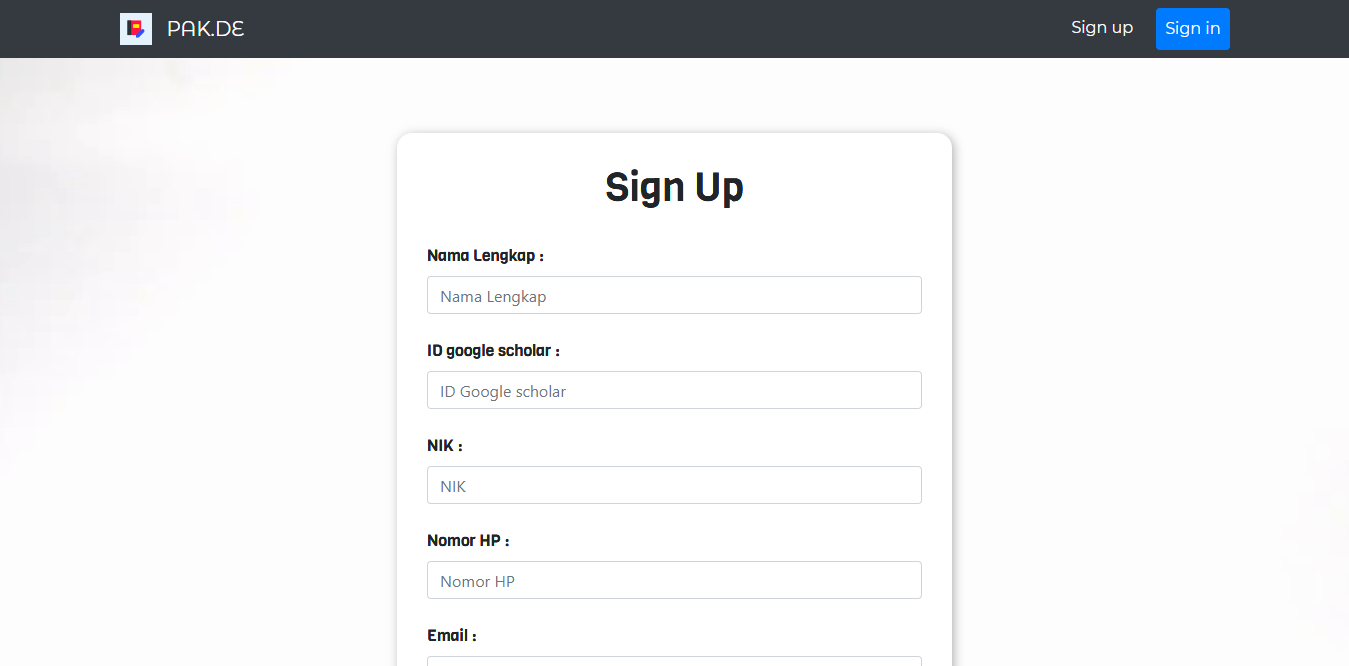 PAK.DE
Sign up
Sign in
Sign Up
Nama Lengkap :
Nama Lengkap
ID google scholar :
ID Google scholar
NIK :
NIK
Nomor HP :
Nomor HP
Email :